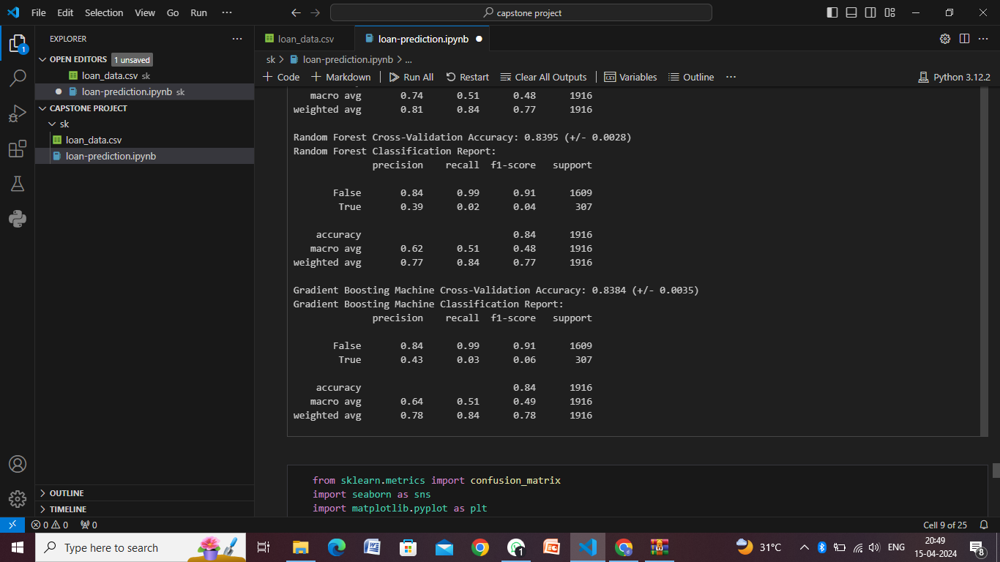 File Edit Selection View Go Run ··· capstone project
EXPLORER ···
OPEN EDITORS 1 unsaved
loan_data.csv sk
loan-prediction.ipynb sk
CAPSTONE PROJECT
sk
loan_data.csv
loan-prediction.ipynb
OUTLINE
TIMELINE
loan_data.csv loan-prediction.ipynb
sk > loan-prediction.ipynb > ...
+ Code + Markdown | Run All Restart Clear All Outputs | Variables Outline ··· Python 3.12.2
macro avg 0.74 0.51 0.48 1916
weighted avg 0.81 0.84 0.77 1916
Random Forest Cross-Validation Accuracy: 0.8395 (+/- 0.0028)
Random Forest Classification Report:
precision recall f1-score support
False 0.84 0.99 0.91 1609
True 0.39 0.02 0.04 307
accuracy 0.84 1916
macro avg 0.62 0.51 0.48 1916
weighted avg 0.77 0.84 0.77 1916
Gradient Boosting Machine Cross-Validation Accuracy: 0.8384 (+/- 0.0035)
Gradient Boosting Machine Classification Report:
precision recall f1-score support
False 0.84 0.99 0.91 1609
True 0.43 0.03 0.06 307
accuracy 0.84 1916
macro avg 0.64 0.51 0.49 1916
weighted avg 0.78 0.84 0.78 1916
from sklearn.metrics import confusion_matrix
import seaborn as sns
import matplotlib.pyplot as plt
0 0 0 Cell 9 of 25
Type here to search 31°C ENG 20:49
15-04-2024 8